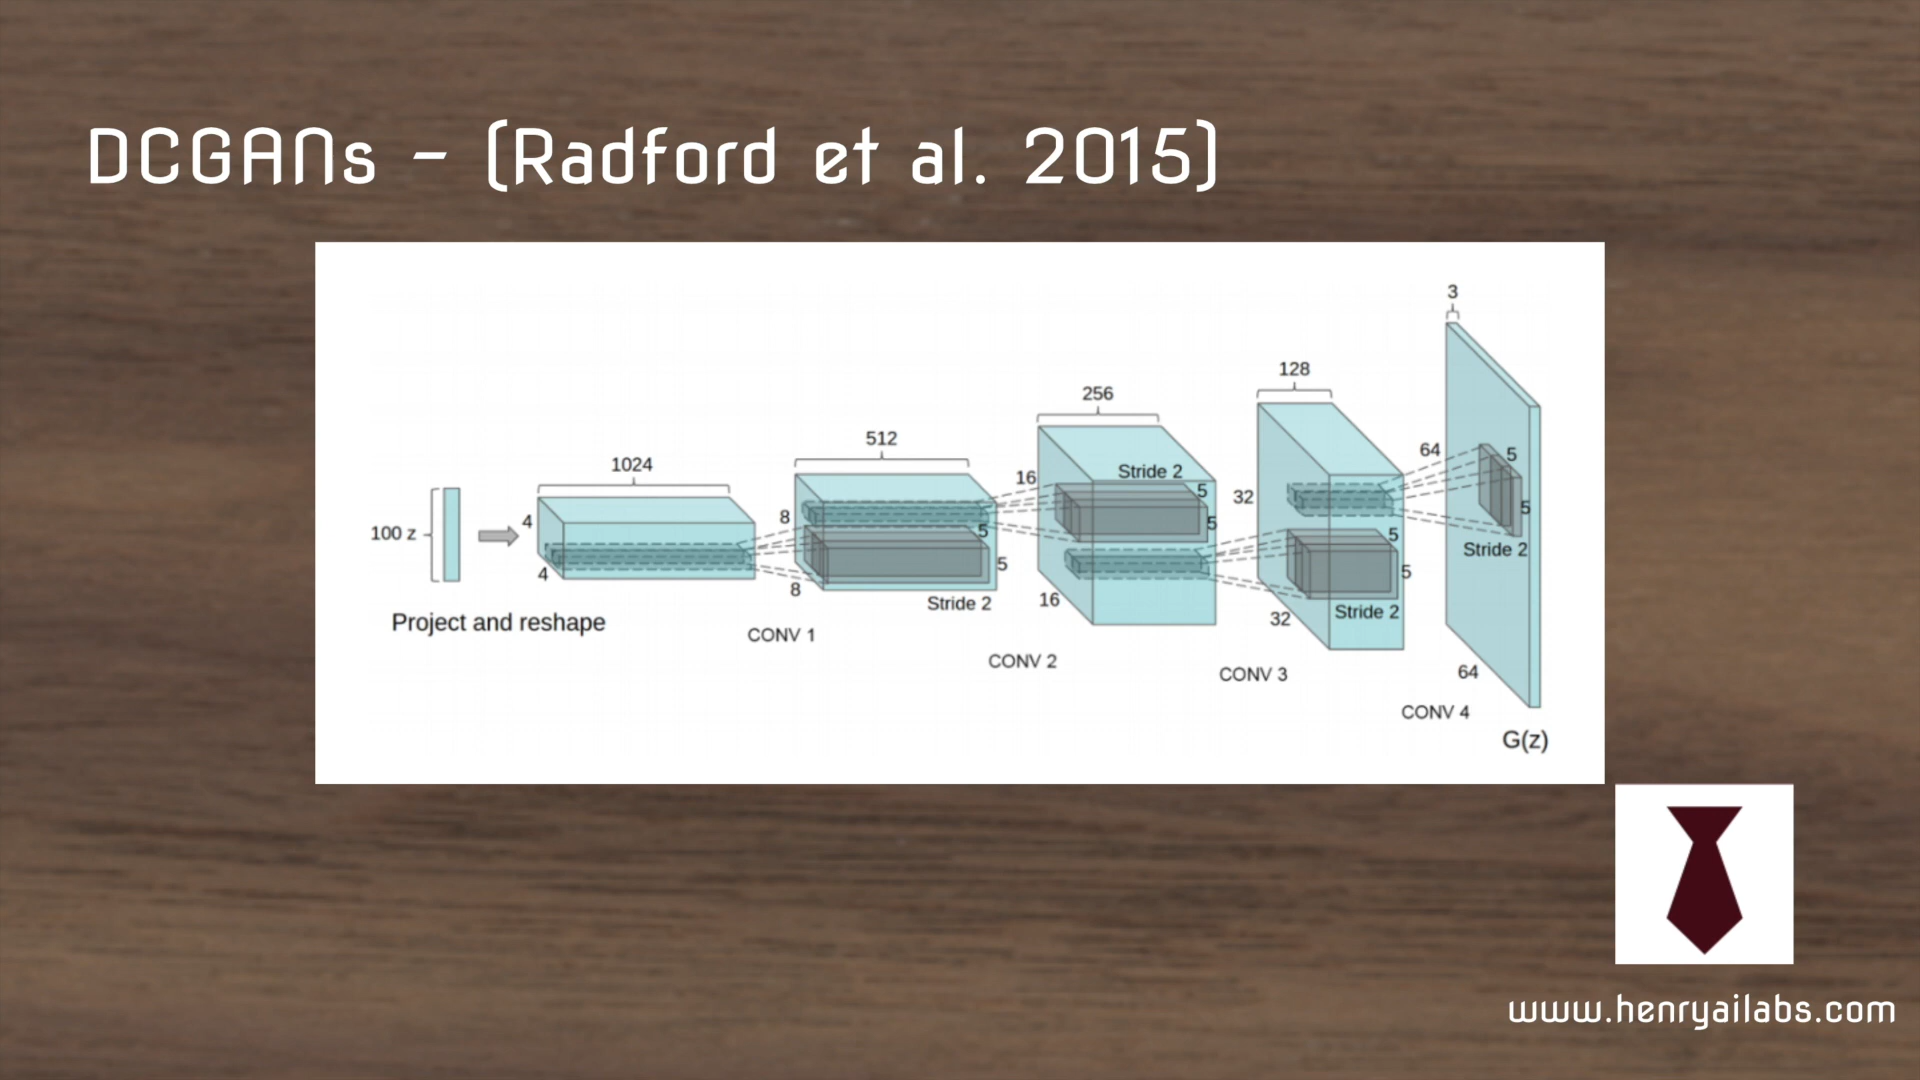 DCGANs - (Radford et al. 2015)
3
128
256
512
1024
64
5
5
Stride 2
Stride 2
5
5
16
32
8
5
5
4
100 z
5
5
Stride 2
4
8
Stride 2
16
32
Project and reshape
CONV 1
CONV 2
CONV 3
64
CONV 4
G(z)
www.henryailabs.com